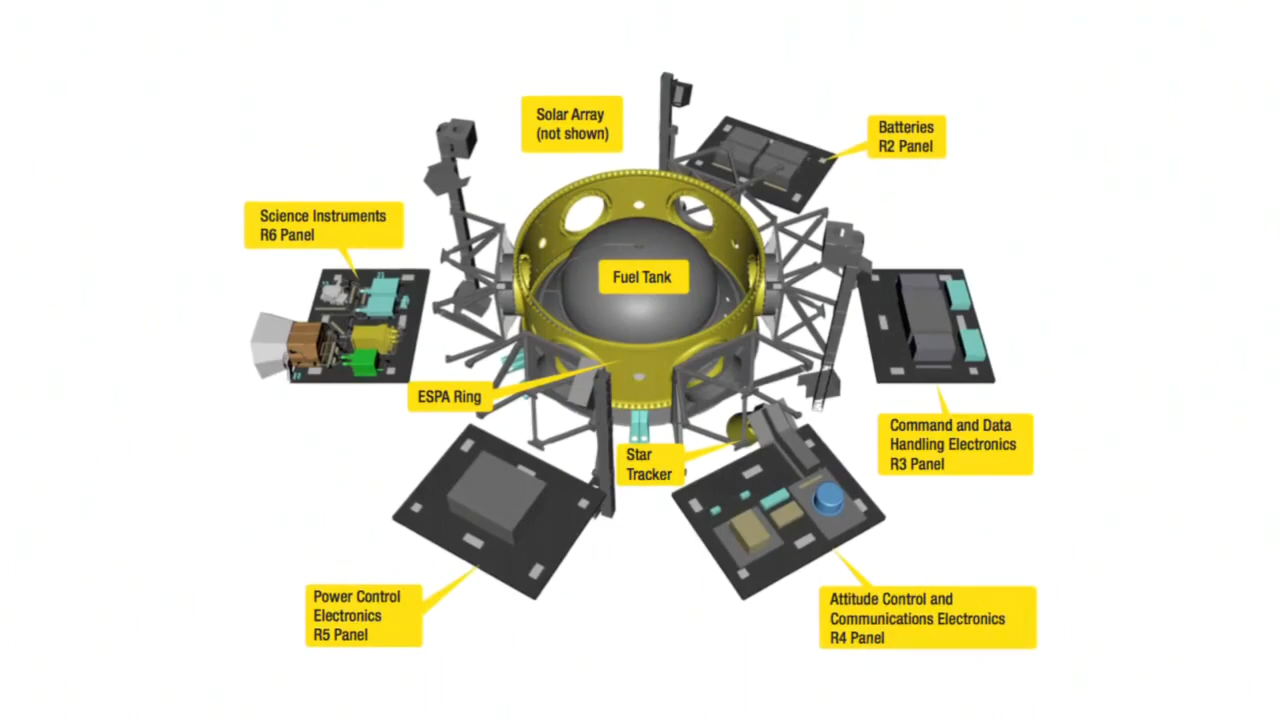 Solar Array
(not shown)
Batteries
R2 Panel
Science Instruments
R6 Panel
Fuel Tank
ESPA Ring
Star
Tracker
Command and Data
Handling Electronics
R3 Panel
Power Control
Electronics
R5 Panel
Attitude Control and
Communications Electronics
R4 Panel